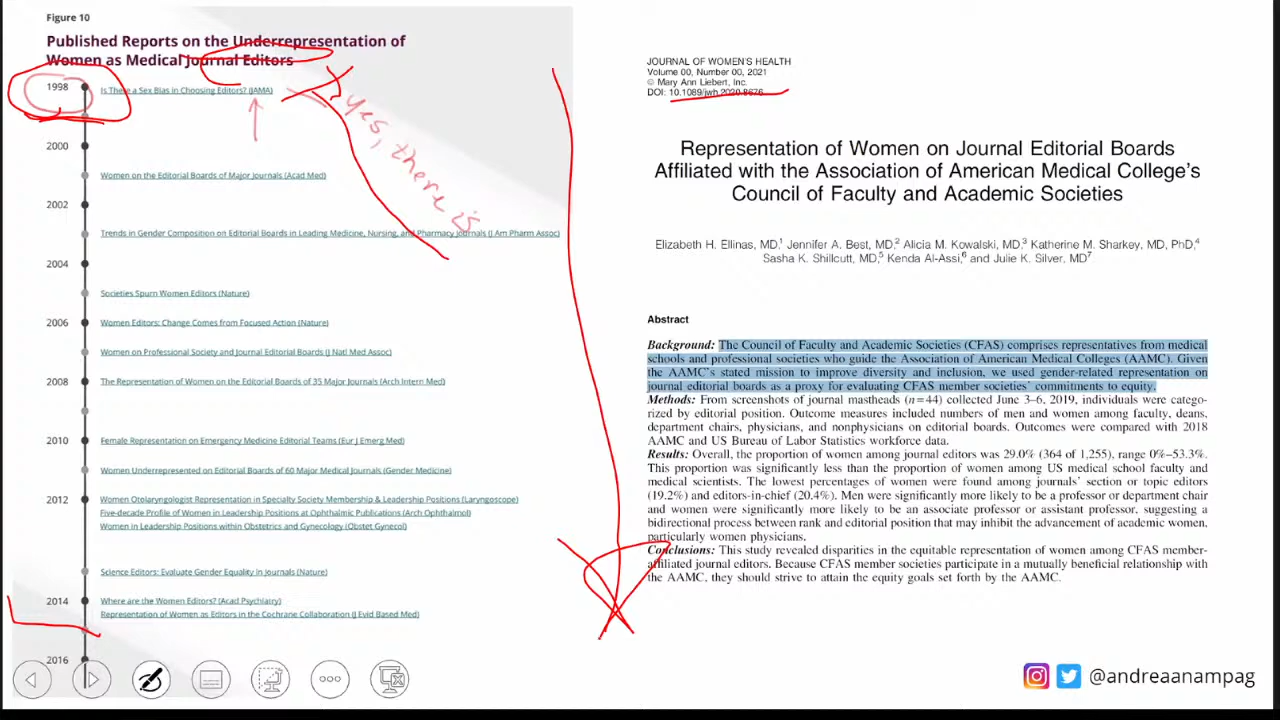 Figure 10
Published Reports on the Underrepresentation of
Women as Medical Journal Editors
1998
Is There a Sex Bias in Choosing Editors? (JAMA)
yes, there is
2000
Women on the Editorial Boards of Major Journals (Acad Med)
2002
Trends in Gender Composition on Editorial Boards in Leading Medicine, Nursing, and Pharmacy Journals (J Am Pharm Assoc)
2004
Societies Spurn Women Editors (Nature)
2006
Women Editors: Change Comes from Focused Action (Nature)
Women on Professional Society and Journal Editorial Boards (J Natl Med Assoc)
2008
The Representation of Women on the Editorial Boards of 35 Major Journals (Arch Intern Med)
2010
Female Representation on Emergency Medicine Editorial Teams (Eur J Emerg Med)
Women Underrepresented on Editorial Boards of 60 Major Medical Journals (Gender Medicine)
2012
Women Otolaryngologist Representation in Specialty Society Membership & Leadership Positions (Laryngoscope)
Five-decade Profile of Women in Leadership Positions at Ophthalmic Publications (Arch Ophthalmol)
Women in Leadership Positions within Obstetrics and Gynecology (Obstet Gynecol)
Science Editors: Evaluate Gender Equality in Journals (Nature)
2014
Where are the Women Editors? (Acad Psychiatry)
Representation of Women as Editors in the Cochrane Collaboration (J Evid Based Med)
2016
JOURNAL OF WOMEN'S HEALTH
Volume 00, Number 00, 2021
© Mary Ann Liebert, Inc.
DOI: 10.1089/jwh.2020.8676
Representation of Women on Journal Editorial Boards
Affiliated with the Association of American Medical College's
Council of Faculty and Academic Societies
Elizabeth H. Ellinas, MD,1 Jennifer A. Best, MD,2 Alicia M. Kowalski, MD,3 Katherine M. Sharkey, MD, PhD,4
Sasha K. Shillcutt, MD,5 Kenda Al-Assi,6 and Julie K. Silver, MD7
Abstract
Background: The Council of Faculty and Academic Societies (CFAS) comprises representatives from medical
schools and professional societies who guide the Association of American Medical Colleges (AAMC). Given
the AAMC's stated mission to improve diversity and inclusion, we used gender-related representation on
journal editorial boards as a proxy for evaluating CFAS member societies' commitments to equity.
Methods: From screenshots of journal mastheads (n=44) collected June 3–6, 2019, individuals were catego-
rized by editorial position. Outcome measures included numbers of men and women among faculty, deans,
department chairs, physicians, and nonphysicians on editorial boards. Outcomes were compared with 2018
AAMC and US Bureau of Labor Statistics workforce data.
Results: Overall, the proportion of women among journal editors was 29.0% (364 of 1,255), range 0%–53.3%.
This proportion was significantly less than the proportion of women among US medical school faculty and
medical scientists. The lowest percentages of women were found among journals' section or topic editors
(19.2%) and editors-in-chief (20.4%). Men were significantly more likely to be a professor or department chair
and women were significantly more likely to be an associate professor or assistant professor, suggesting a
bidirectional process between rank and editorial position that may inhibit the advancement of academic women,
particularly women physicians.
Conclusions: This study revealed disparities in the equitable representation of women among CFAS member-
affiliated journal editors. Because CFAS member societies participate in a mutually beneficial relationship with
the AAMC, they should strive to attain the equity goals set forth by the AAMC.
@andreaanampag